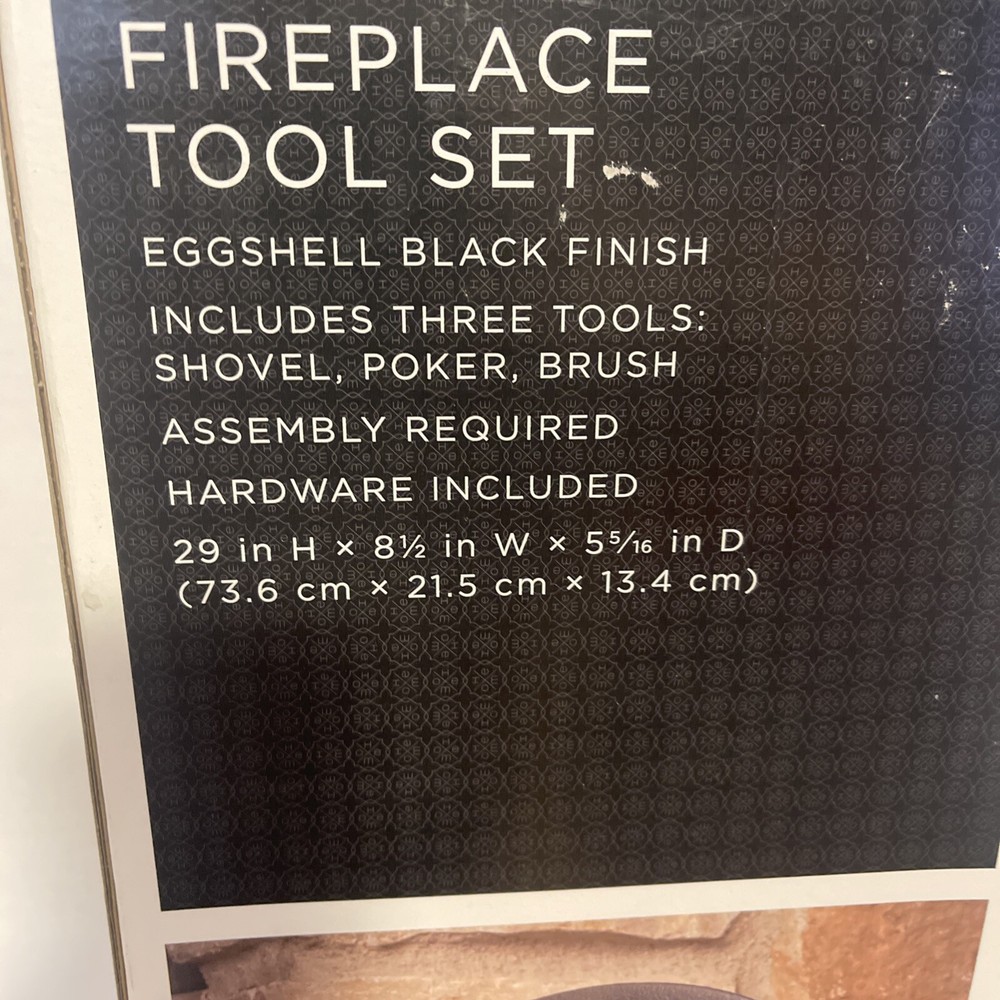 FIREPLACE
TOOL SET
EGGSHELL BLACK FINISH
INCLUDES THREE TOOLS:
SHOVEL, POKER, BRUSH
ASSEMBLY REQUIRED
HARDWARE INCLUDED
29 in H × 8½ in W × 5⁵⁄₁₆ in D
(73.6 cm × 21.5 cm × 13.4 cm)